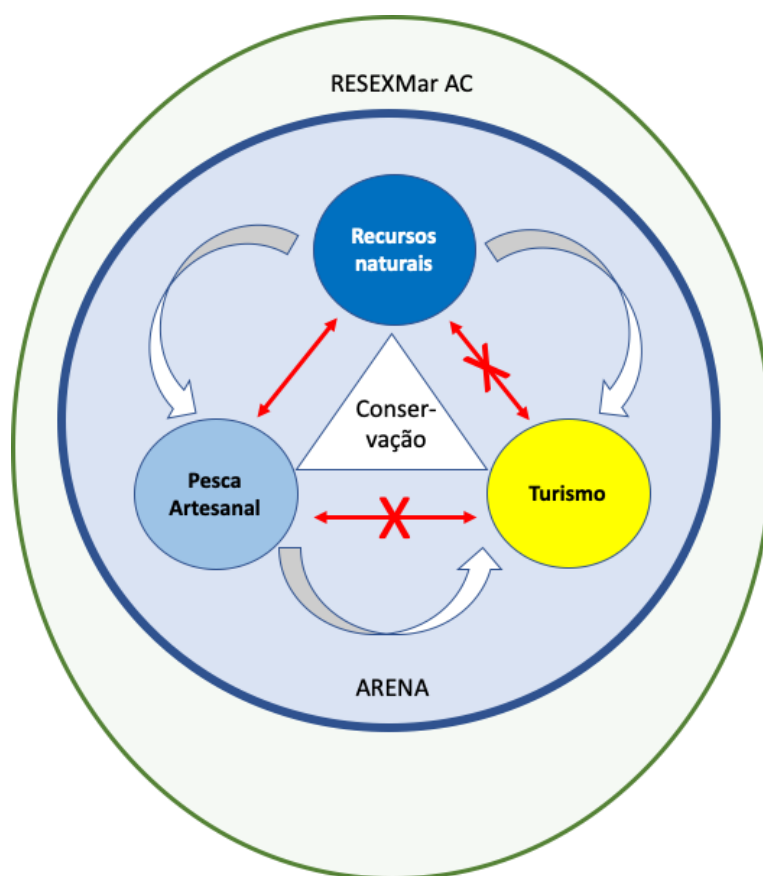 RESEXMar AC
Recursos
naturais
Conser-
vação
Pesca
Artesanal
Turismo
ARENA